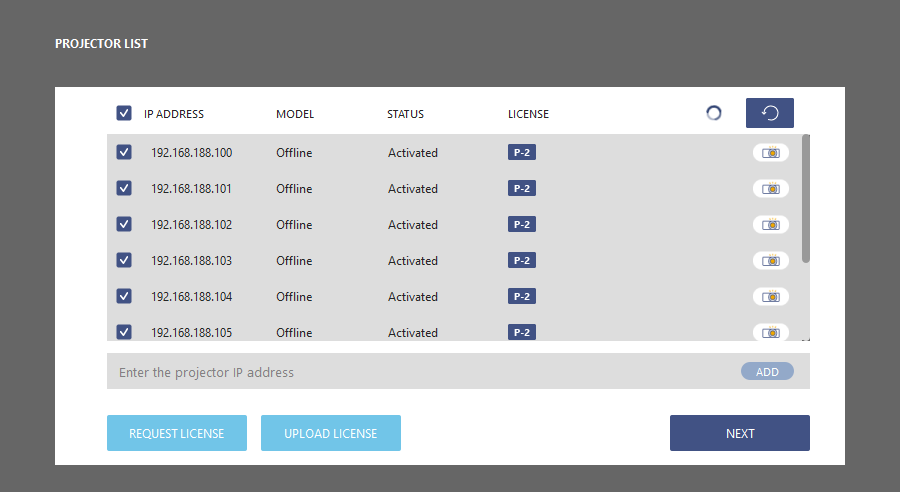 PROJECTOR LIST
IP ADDRESS MODEL STATUS LICENSE
192.168.188.100 Offline Activated P-2
192.168.188.101 Offline Activated P-2
192.168.188.102 Offline Activated P-2
192.168.188.103 Offline Activated P-2
192.168.188.104 Offline Activated P-2
192.168.188.105 Offline Activated P-2
Enter the projector IP address ADD
REQUEST LICENSE UPLOAD LICENSE NEXT